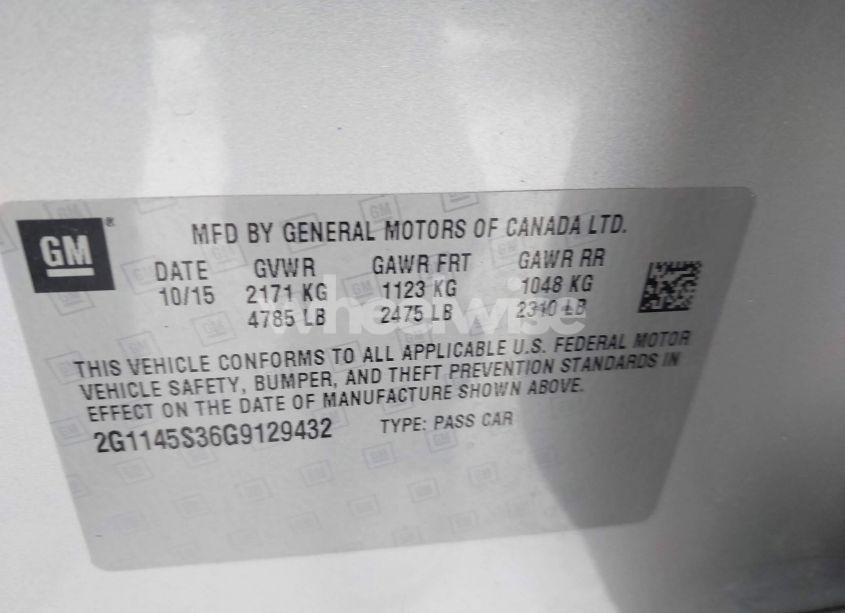 GM
MFD BY GENERAL MOTORS OF CANADA LTD.
DATE GVWR GAWR FRT GAWR RR
10/15 2171 KG 1123 KG 1048 KG
4785 LB 2475 LB 2310 LB
wheelwise
THIS VEHICLE CONFORMS TO ALL APPLICABLE U.S. FEDERAL MOTOR
VEHICLE SAFETY, BUMPER, AND THEFT PREVENTION STANDARDS IN
EFFECT ON THE DATE OF MANUFACTURE SHOWN ABOVE.
2G1145S36G9129432 TYPE: PASS CAR